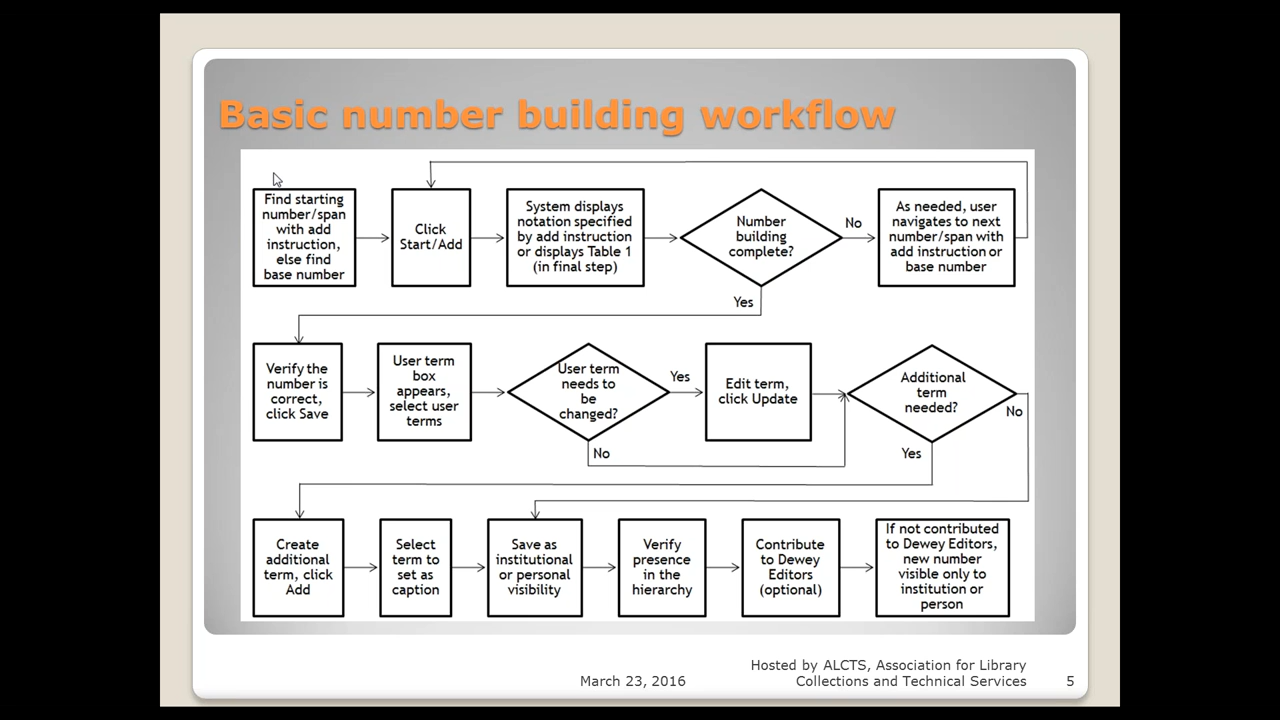 Basic number building workflow
Find starting
number/span
with add
instruction,
else find
base number
Click
Start/Add
System displays
notation specified
by add instruction
or displays Table 1
(in final step)
Number
building
complete?
No
As needed, user
navigates to next
number/span with
add instruction or
base number
Yes
Verify the
number is
correct,
click Save
User term
box
appears,
select user
terms
User term
needs to
be
changed?
Yes
No
Edit term,
click Update
Additional
term
needed?
No
Yes
Create
additional
term, click
Add
Select
term to
set as
caption
Save as
institutional
or personal
visibility
Verify
presence
in the
hierarchy
Contribute
to Dewey
Editors
(optional)
If not contributed
to Dewey Editors,
new number
visible only to
institution or
person
March 23, 2016
Hosted by ALCTS, Association for Library
Collections and Technical Services
5